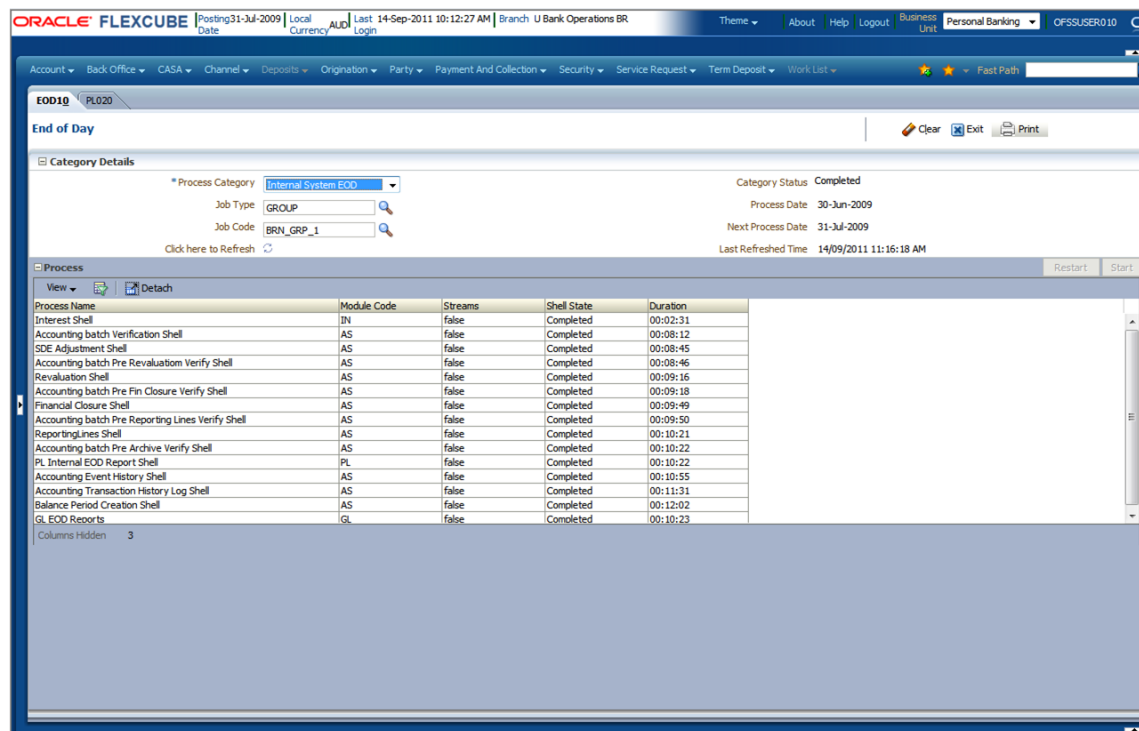 ORACLE FLEXCUBE Posting Date 31-Jul-2009 Local Currency AUD Last Login 14-Sep-2011 10:12:27 AM Branch U Bank Operations BR Theme About Help Logout Business Unit Personal Banking OFSSUSER010
Account Back Office CASA Channel Deposits Origination Party Payment And Collection Security Service Request Term Deposit Work List Fast Path
EOD10 PL020
End of Day Clear Exit Print
Category Details
*Process Category Internal System EOD Category Status Completed
Job Type GROUP Process Date 30-Jun-2009
Job Code BRN_GRP_1 Next Process Date 31-Jul-2009
Click here to Refresh Last Refreshed Time 14/09/2011 11:16:18 AM
Process Restart Start
View Detach
Process Name Module Code Streams Shell State Duration
Interest Shell IN false Completed 00:02:31
Accounting batch Verification Shell AS false Completed 00:08:12
SDE Adjustment Shell AS false Completed 00:08:45
Accounting batch Pre Revaluatiom Verify Shell AS false Completed 00:08:46
Revaluation Shell AS false Completed 00:09:16
Accounting batch Pre Fin Closure Verify Shell AS false Completed 00:09:18
Financial Closure Shell AS false Completed 00:09:49
Accounting batch Pre Reporting Lines Verify Shell AS false Completed 00:09:50
ReportingLines Shell AS false Completed 00:10:21
Accounting batch Pre Archive Verify Shell AS false Completed 00:10:22
PL Internal EOD Report Shell PL false Completed 00:10:22
Accounting Event History Shell AS false Completed 00:10:55
Accounting Transaction History Log Shell AS false Completed 00:11:31
Balance Period Creation Shell AS false Completed 00:12:02
GL EOD Reports GL false Completed 00:10:23
Columns Hidden 3